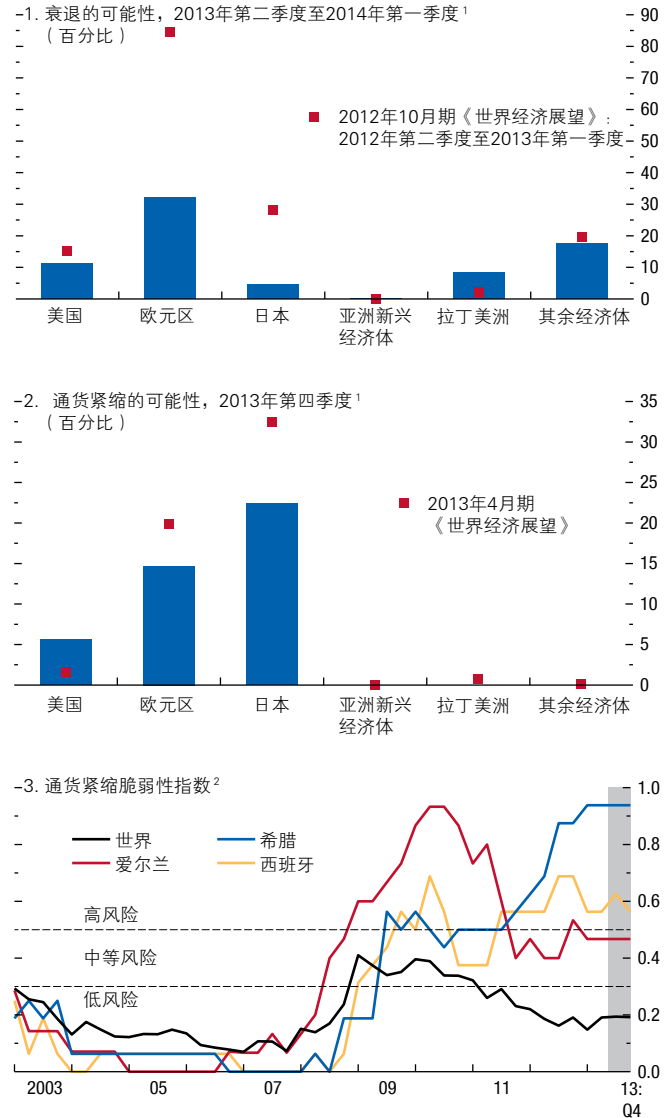 1. 衰退的可能性，2013年第二季度至2014年第一季度¹
（百分比）
90
80
70
60
50
40
30
20
10
0
2012年10月期《世界经济展望》：
2012年第二季度至2013年第一季度
美国
欧元区
日本
亚洲新兴
经济体
拉丁美洲
其余经济体
2. 通货紧缩的可能性，2013年第四季度¹
（百分比）
35
30
25
20
15
10
5
0
2013年4月期
《世界经济展望》
美国
欧元区
日本
亚洲新兴
经济体
拉丁美洲
其余经济体
3. 通货紧缩脆弱性指数²
1.0
0.8
0.6
0.4
0.2
0.0
世界
希腊
爱尔兰
西班牙
高风险
中等风险
低风险
2003
05
07
09
11
13:
Q4